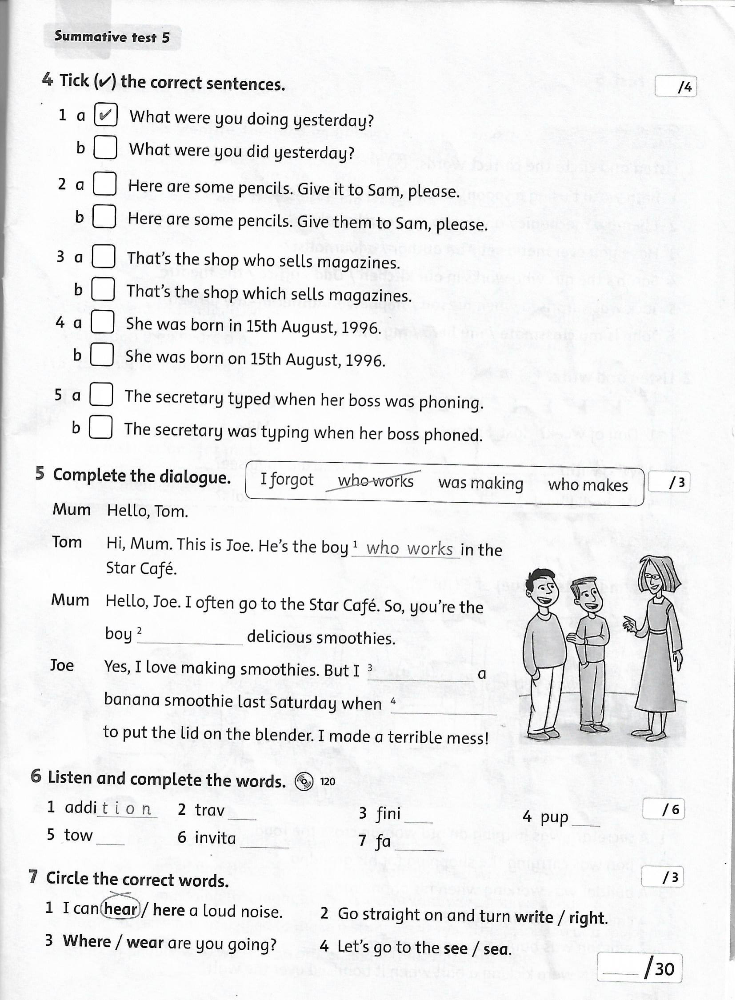 Summative test 5
4 Tick (✔) the correct sentences.
/4
1 a ✔ What were you doing yesterday?
b What were you did yesterday?
2 a Here are some pencils. Give it to Sam, please.
b Here are some pencils. Give them to Sam, please.
3 a That's the shop who sells magazines.
b That's the shop which sells magazines.
4 a She was born in 15th August, 1996.
b She was born on 15th August, 1996.
5 a The secretary typed when her boss was phoning.
b The secretary was typing when her boss phoned.
5 Complete the dialogue.
I forgot who works was making who makes
/3
Mum Hello, Tom.
Tom Hi, Mum. This is Joe. He's the boy 1 who works in the
Star Café.
Mum Hello, Joe. I often go to the Star Café. So, you're the
boy 2 ________ delicious smoothies.
Joe Yes, I love making smoothies. But I 3 ________ a
banana smoothie last Saturday when 4 ________
to put the lid on the blender. I made a terrible mess!
6 Listen and complete the words. 120
1 addi t i o n 2 trav ___ 3 fini ___ 4 pup ___
/6
5 tow ___ 6 invita ____ 7 fa ____
7 Circle the correct words.
/3
1 I can hear / here a loud noise. 2 Go straight on and turn write / right.
3 Where / wear are you going? 4 Let's go to the see / sea.
____ /30